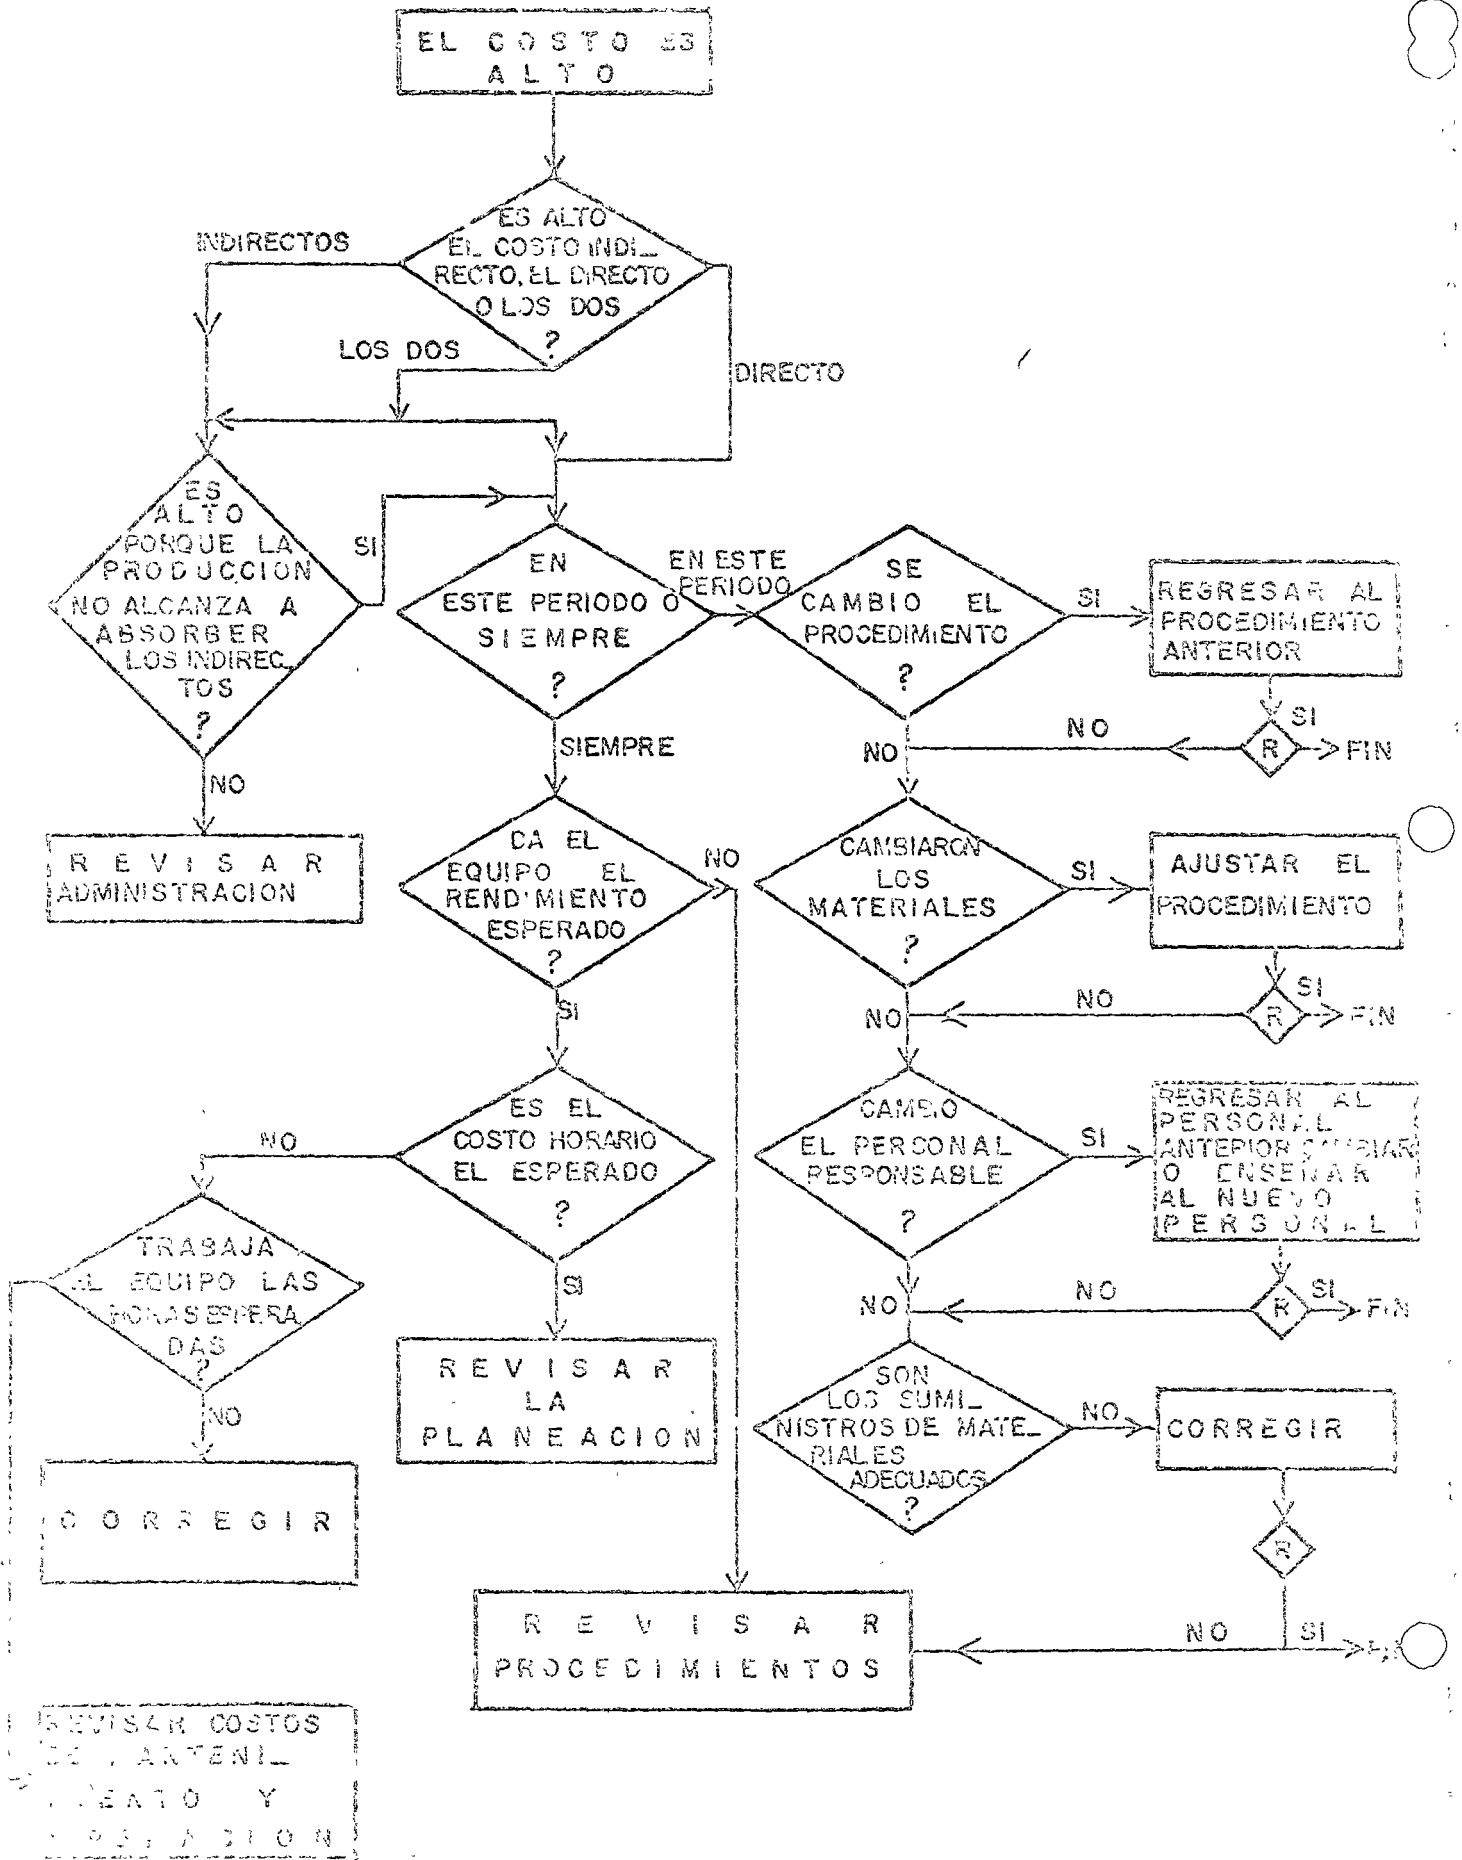 EL COSTO ES
ALTO
ES ALTO
EL COSTO INDI_
RECTO, EL DIRECTO
O LOS DOS
?
INDIRECTOS
LOS DOS
DIRECTO
ES
ALTO
PORQUE LA
PRODUCCION
NO ALCANZA A
ABSORBER
LOS INDIREC_
TOS
?
SI
NO
REVISAR
ADMINISTRACION
EN
ESTE PERIODO O
SIEMPRE
?
EN ESTE
PERIODO
SIEMPRE
SE
CAMBIO EL
PROCEDIMIENTO
?
SI
REGRESAR AL
PROCEDIMIENTO
ANTERIOR
NO
NO
R
SI
FIN
DA EL
EQUIPO EL
RENDIMIENTO
ESPERADO
?
NO
SI
CAMBIARON
LOS
MATERIALES
?
SI
AJUSTAR EL
PROCEDIMIENTO
NO
NO
R
SI
FIN
ES EL
COSTO HORARIO
EL ESPERADO
?
NO
SI
CAMBIO
EL PERSONAL
RESPONSABLE
?
SI
REGRESAR AL
PERSONAL
ANTERIOR CAMBIAR
O ENSEÑAR
AL NUEVO
PERSONAL
NO
NO
R
SI
FIN
TRABAJA
EL EQUIPO LAS
HORAS ESPERA
DAS
?
NO
CORREGIR
REVISAR
LA
PLANEACION
SON
LOS SUMI_
NISTROS DE MATE_
RIALES
ADECUADOS
?
NO
CORREGIR
R
NO
SI
REVISAR
PROCEDIMIENTOS
REVISAR COSTOS
Y